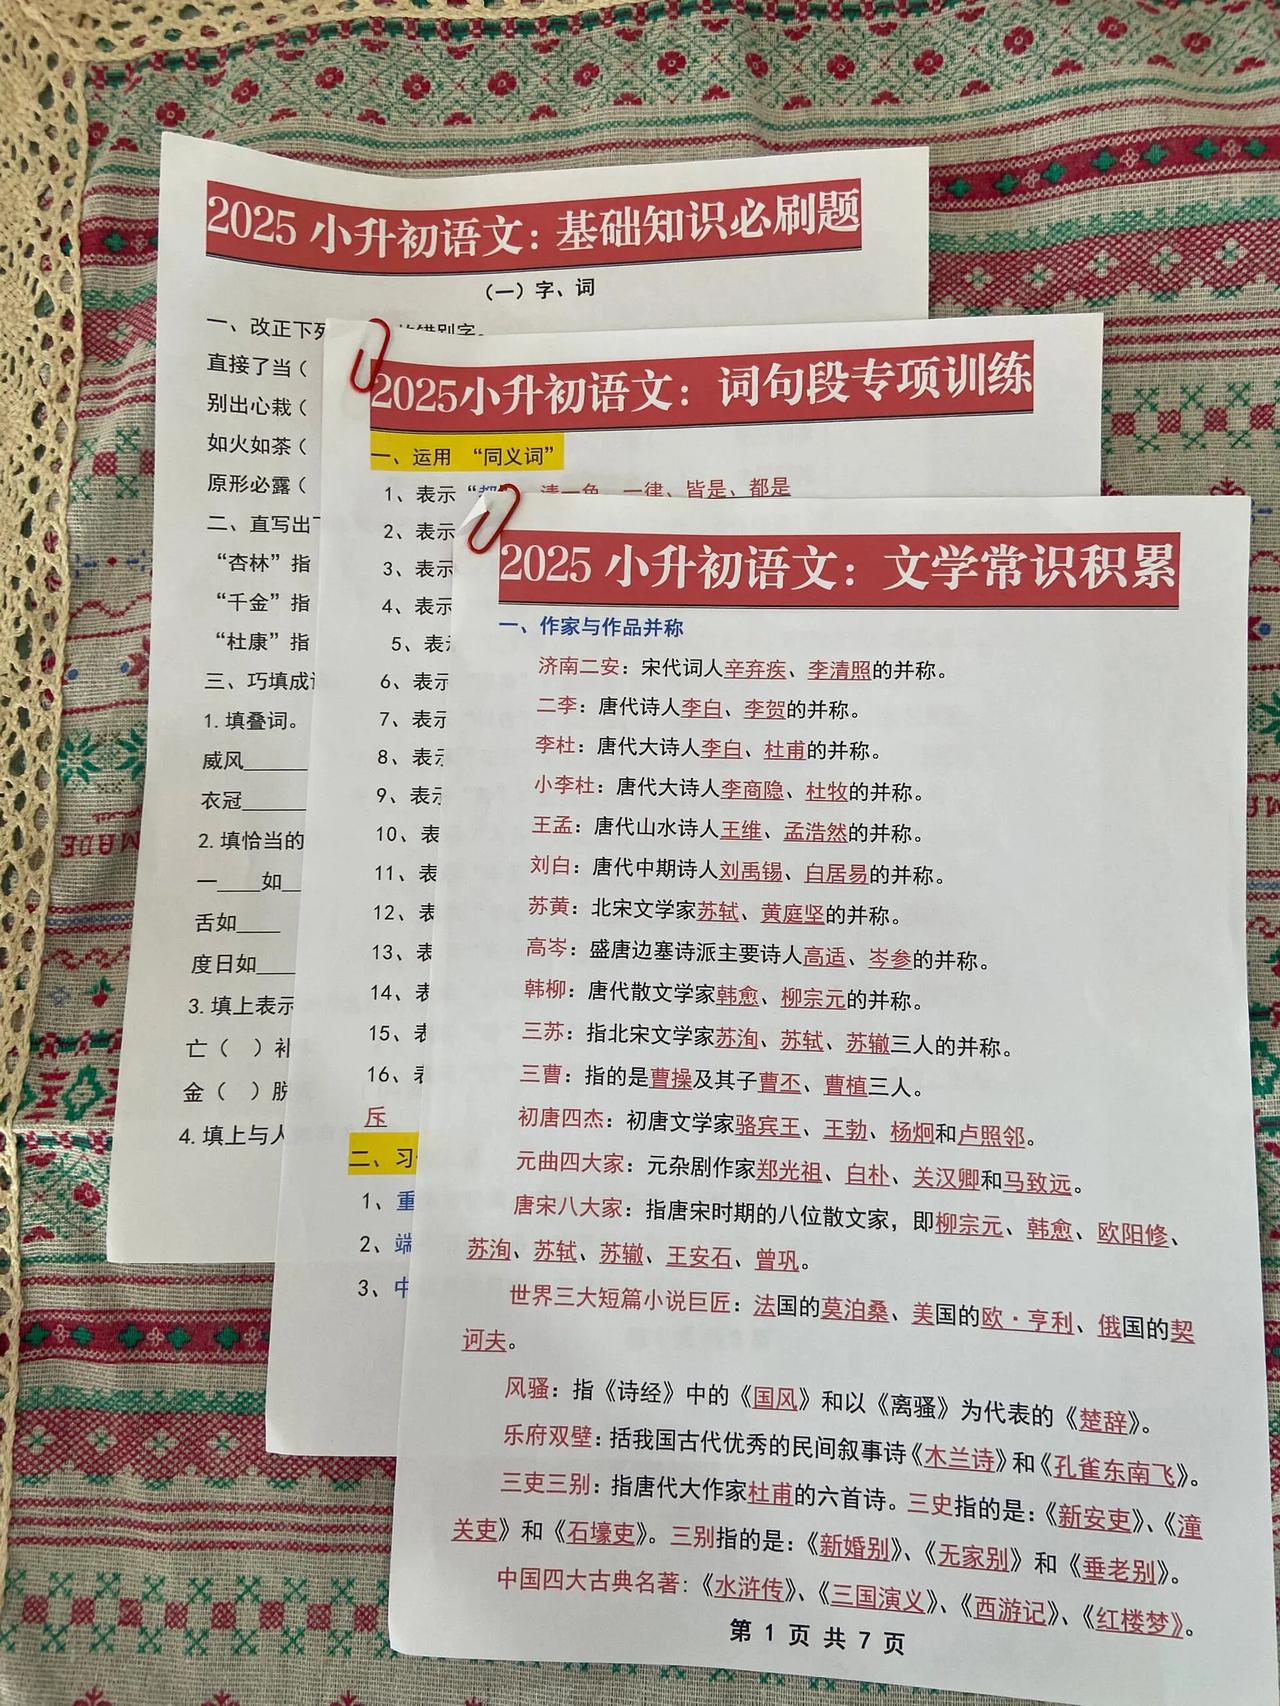 2025 小升初语文：基础知识必刷题
（一）字、词
一、改正下列
直接了当（
别出心栽（
如火如茶（
原形必露（
二、直写出下
“杏林”指
“千金”指
“杜康”指
三、巧填成
1.填叠词。
威风
衣冠
2.填恰当的
一____如
舌如____
度日如
3.填上表示
亡（ ）补
金（ ）脱
4.填上与人
2025小升初语文：词句段专项训练
一、运用 “同义词”
1、表示“都 清一色、一律、皆是、都是
2、表示
3、表示
4、表示
5、表示
6、表示
7、表示
8、表示
9、表示
10、表
11、表
12、表
13、表
14、表
15、表
16、表
斥
二、习
1、重
2、端
3、中
2025 小升初语文：文学常识积累
一、作家与作品并称
济南二安：宋代词人辛弃疾、李清照的并称。
二李：唐代诗人李白、李贺的并称。
李杜：唐代大诗人李白、杜甫的并称。
小李杜：唐代大诗人李商隐、杜牧的并称。
王孟：唐代山水诗人王维、孟浩然的并称。
刘白：唐代中期诗人刘禹锡、白居易的并称。
苏黄：北宋文学家苏轼、黄庭坚的并称。
高岑：盛唐边塞诗派主要诗人高适、岑参的并称。
韩柳：唐代散文学家韩愈、柳宗元的并称。
三苏：指北宋文学家苏洵、苏轼、苏辙三人的并称。
三曹：指的是曹操及其子曹丕、曹植三人。
初唐四杰：初唐文学家骆宾王、王勃、杨炯和卢照邻。
元曲四大家：元杂剧作家郑光祖、白朴、关汉卿和马致远。
唐宋八大家：指唐宋时期的八位散文家，即柳宗元、韩愈、欧阳修、
苏洵、苏轼、苏辙、王安石、曾巩。
世界三大短篇小说巨匠：法国的莫泊桑、美国的欧·亨利、俄国的契
诃夫。
风骚：指《诗经》中的《国风》和以《离骚》为代表的《楚辞》。
乐府双壁：括我国古代优秀的民间叙事诗《木兰诗》和《孔雀东南飞》。
三吏三别：指唐代大作家杜甫的六首诗。三史指的是：《新安吏》、《潼
关吏》和《石壕吏》。三别指的是：《新婚别》、《无家别》和《垂老别》。
中国四大古典名著：《水浒传》、《三国演义》、《西游记》、《红楼梦》。
第 1 页 共 7 页